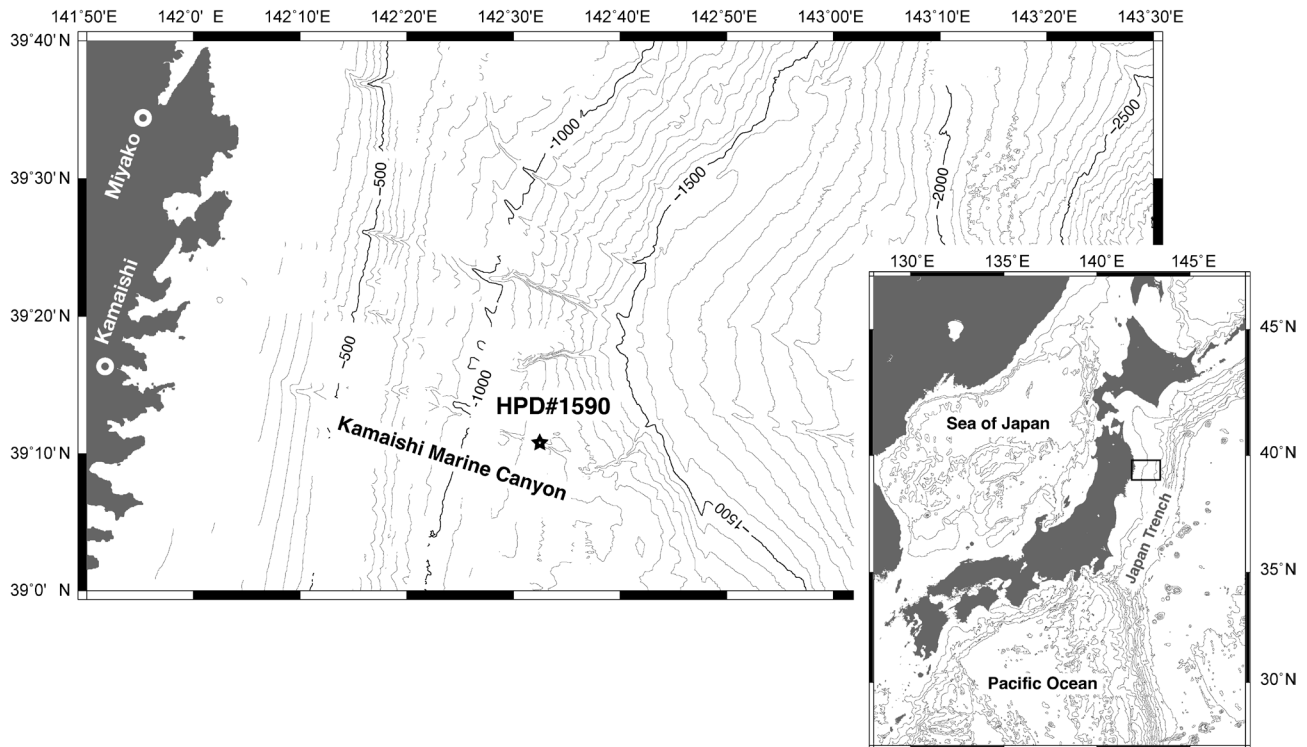 141˚50'E 142˚0' E 142˚10'E 142˚20'E 142˚30'E 142˚40'E 142˚50'E 143˚00'E 143˚10'E 143˚20'E 143˚30'E
39˚40' N
39˚30' N
39˚20' N
39˚10' N
39˚0' N
Miyako
Kamaishi
-500
-500
-1000
-1000
-1500
-1500
-2000
-2500
HPD#1590
Kamaishi Marine Canyon
130˚E 135˚E 140˚E 145˚E
45˚N
40˚N
35˚N
30˚N
Sea of Japan
Japan Trench
Pacific Ocean